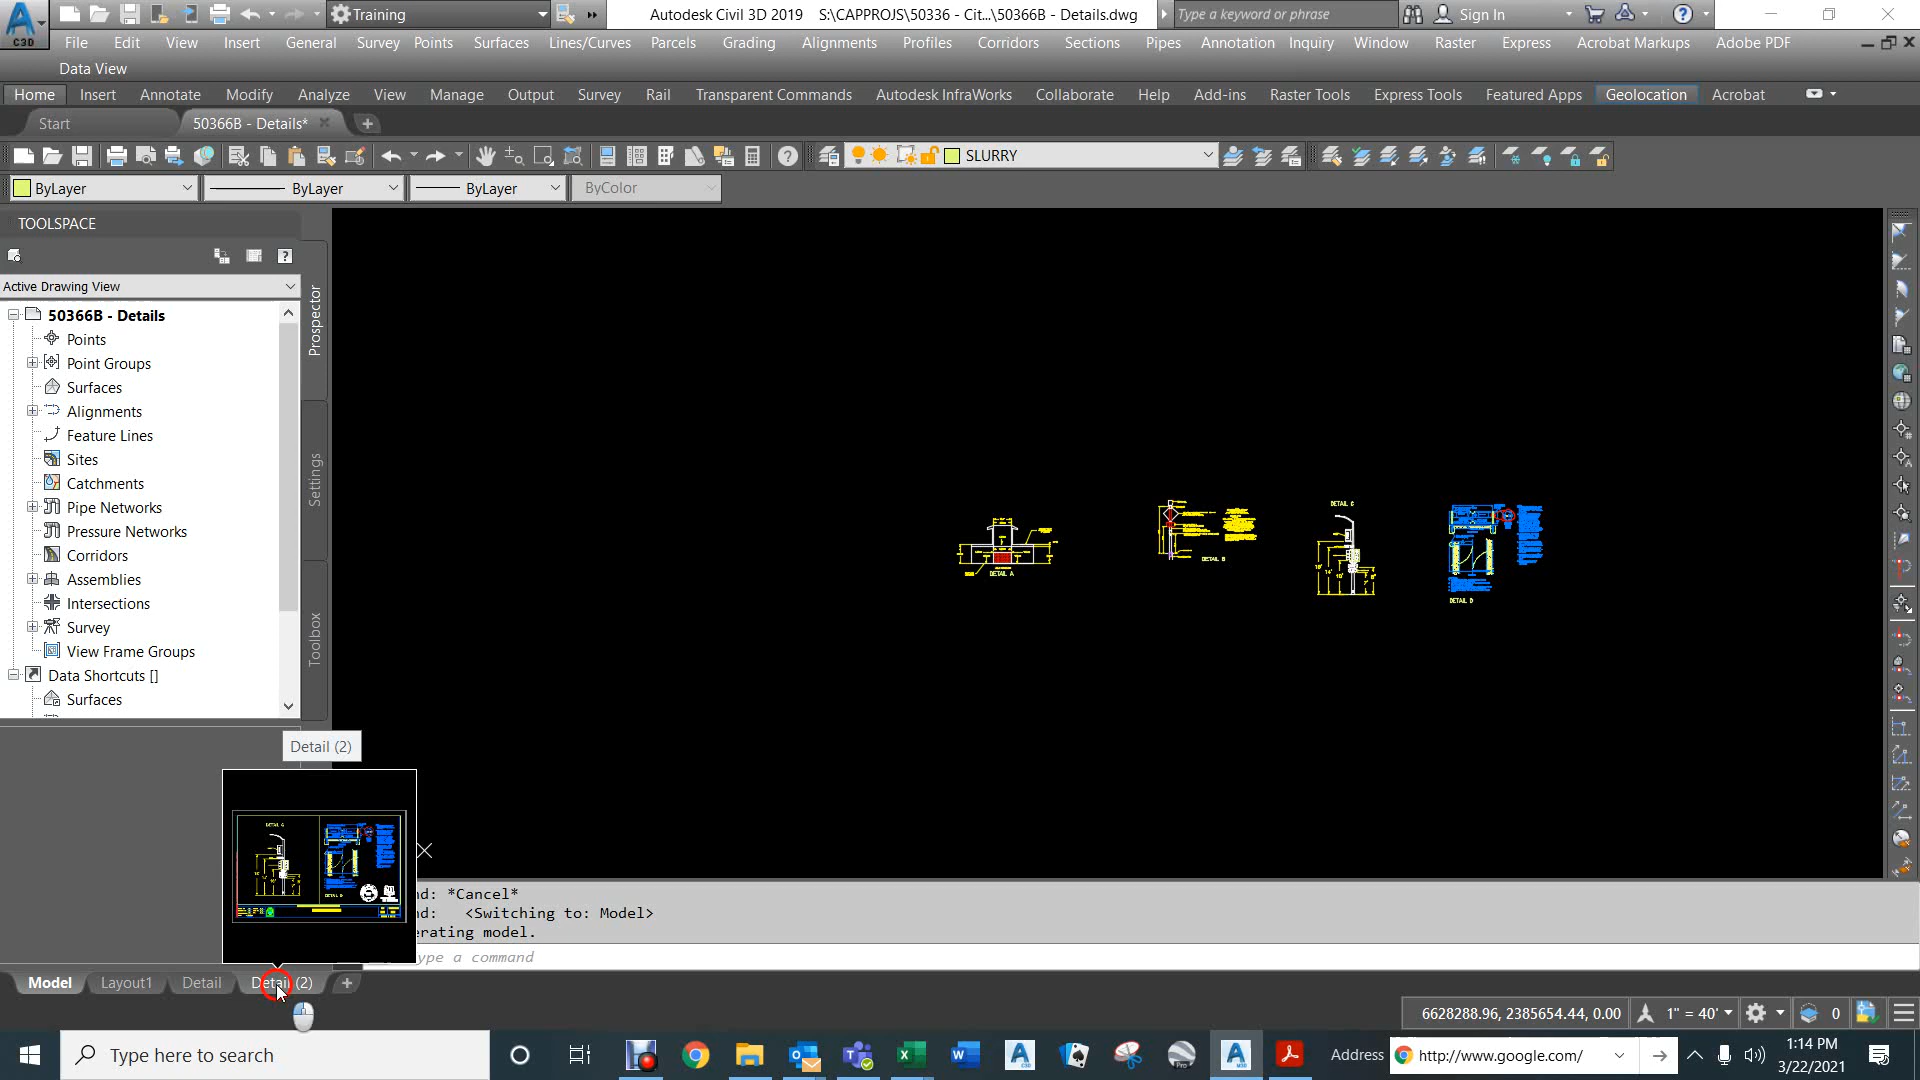 Training
Autodesk Civil 3D 2019 S:\CAPPROJS\50336 - Cit...\50366B - Details.dwg
Type a keyword or phrase
Sign In
C3D
File Edit View Insert General Survey Points Surfaces Lines/Curves Parcels Grading Alignments Profiles Corridors Sections Pipes Annotation Inquiry Window Raster Express Acrobat Markups Adobe PDF
Data View
Home Insert Annotate Modify Analyze View Manage Output Survey Rail Transparent Commands Autodesk InfraWorks Collaborate Help Add-ins Raster Tools Express Tools Featured Apps Geolocation Acrobat
Start 50366B - Details*
SLURRY
ByLayer ByLayer ByLayer ByColor
TOOLSPACE
Active Drawing View
50366B - Details
Points
Point Groups
Surfaces
Alignments
Feature Lines
Sites
Catchments
Pipe Networks
Pressure Networks
Corridors
Assemblies
Intersections
Survey
View Frame Groups
Data Shortcuts []
Surfaces
Prospector
Settings
Toolbox
DETAIL A
DETAIL B
DETAIL C
DETAIL D
Detail (2)
nd: *Cancel*
nd: <Switching to: Model>
erating model.
ype a command
Model Layout1 Detail Detail (2)
6628288.96, 2385654.44, 0.00 1" = 40' 0
Type here to search
Address http://www.google.com/
1:14 PM
3/22/2021